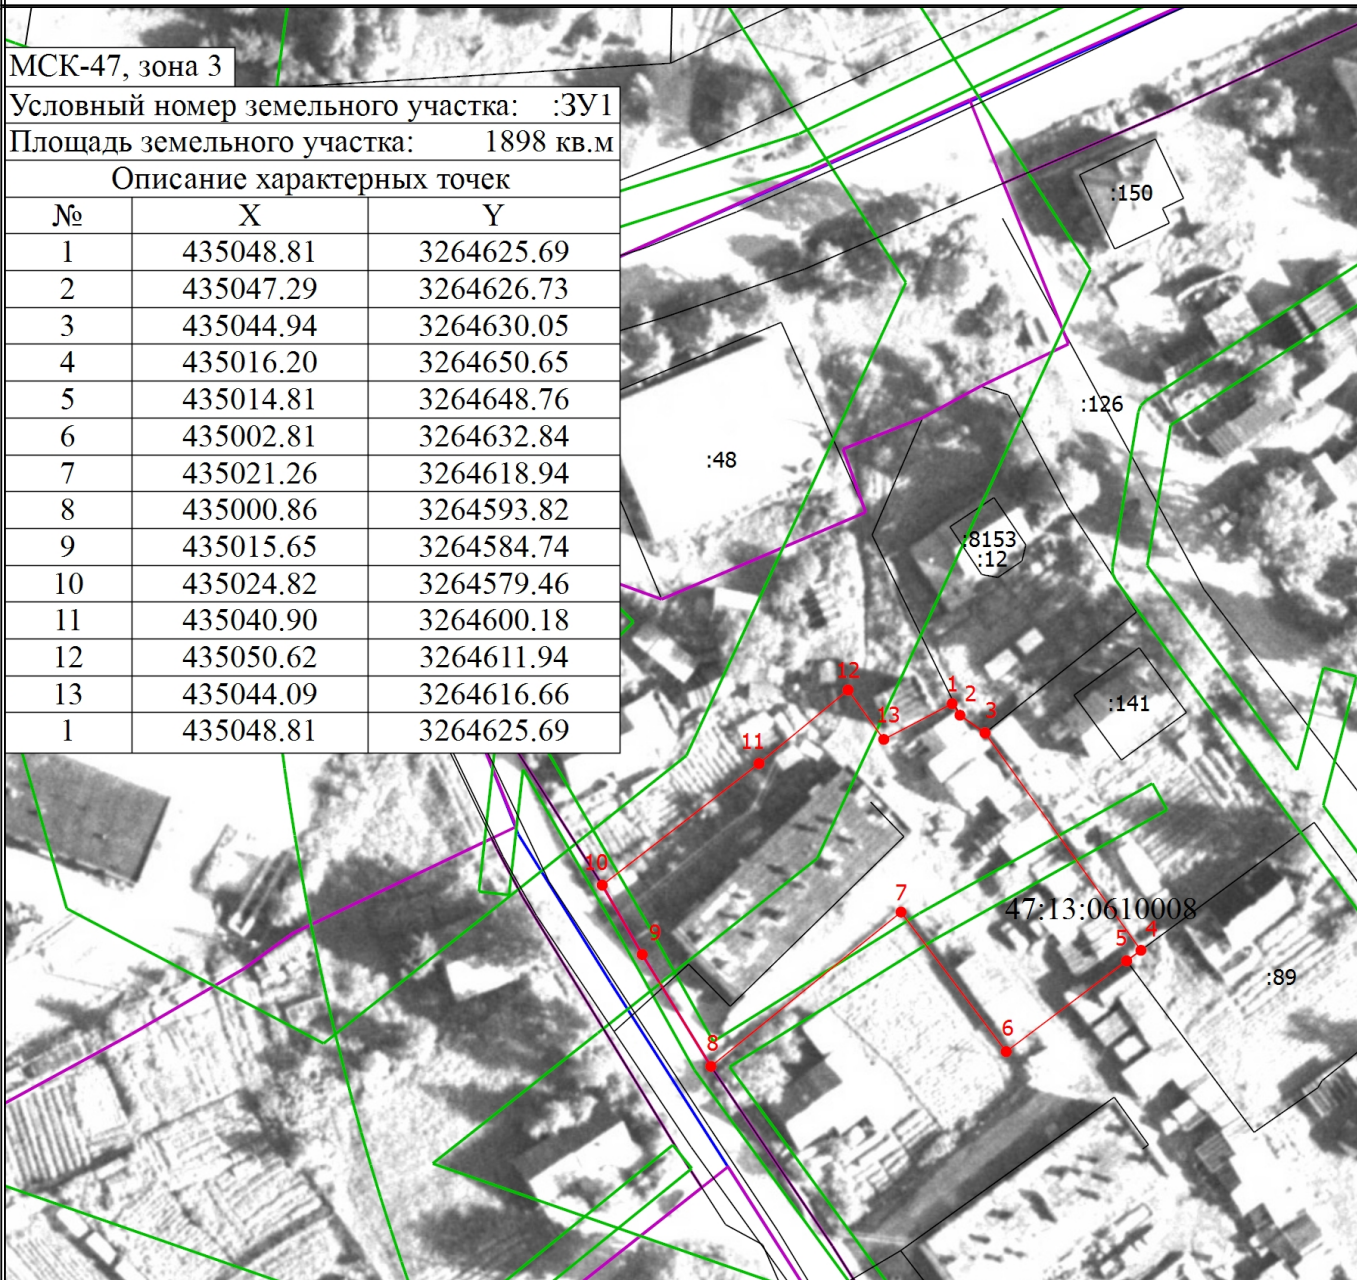 МСК-47, зона 3
Условный номер земельного участка: :ЗУ1
Площадь земельного участка: 1898 кв.м
Описание характерных точек
№ X Y
1 435048.81 3264625.69
2 435047.29 3264626.73
3 435044.94 3264630.05
4 435016.20 3264650.65
5 435014.81 3264648.76
6 435002.81 3264632.84
7 435021.26 3264618.94
8 435000.86 3264593.82
9 435015.65 3264584.74
10 435024.82 3264579.46
11 435040.90 3264600.18
12 435050.62 3264611.94
13 435044.09 3264616.66
1 435048.81 3264625.69
:150
:126
:48
:8153
:12
12
1
2
13
3
:141
11
10
7
47:13:0610008
9
5
4
:89
6
8